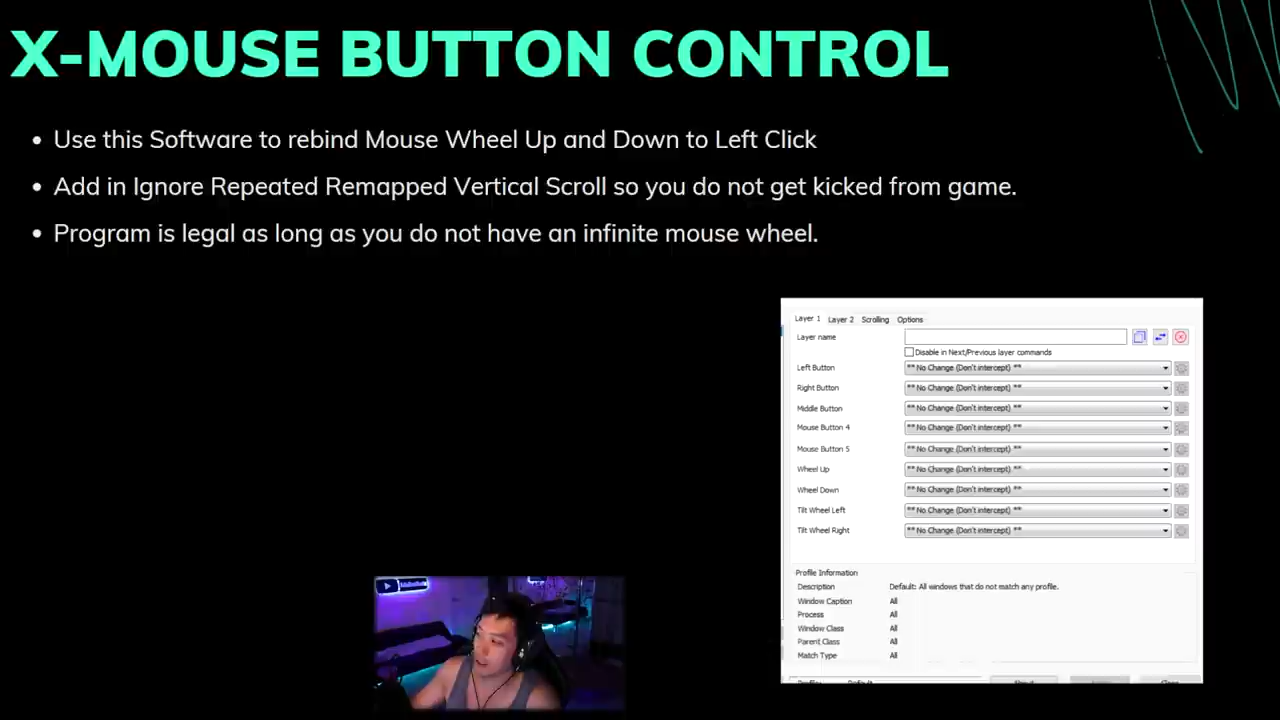 X-MOUSE BUTTON CONTROL
• Use this Software to rebind Mouse Wheel Up and Down to Left Click
• Add in Ignore Repeated Remapped Vertical Scroll so you do not get kicked from game.
• Program is legal as long as you do not have an infinite mouse wheel.
Layer 1 Layer 2 Scrolling Options
Layer name
Disable in Next/Previous layer commands
Left Button ** No Change (Don't intercept) **
Right Button ** No Change (Don't intercept) **
Middle Button ** No Change (Don't intercept) **
Mouse Button 4 ** No Change (Don't intercept) **
Mouse Button 5 ** No Change (Don't intercept) **
Wheel Up ** No Change (Don't intercept) **
Wheel Down ** No Change (Don't intercept) **
Tilt Wheel Left ** No Change (Don't intercept) **
Tilt Wheel Right ** No Change (Don't intercept) **
Profile Information
Description Default: All windows that do not match any profile.
Window Caption All
Process All
Window Class All
Parent Class All
Match Type All